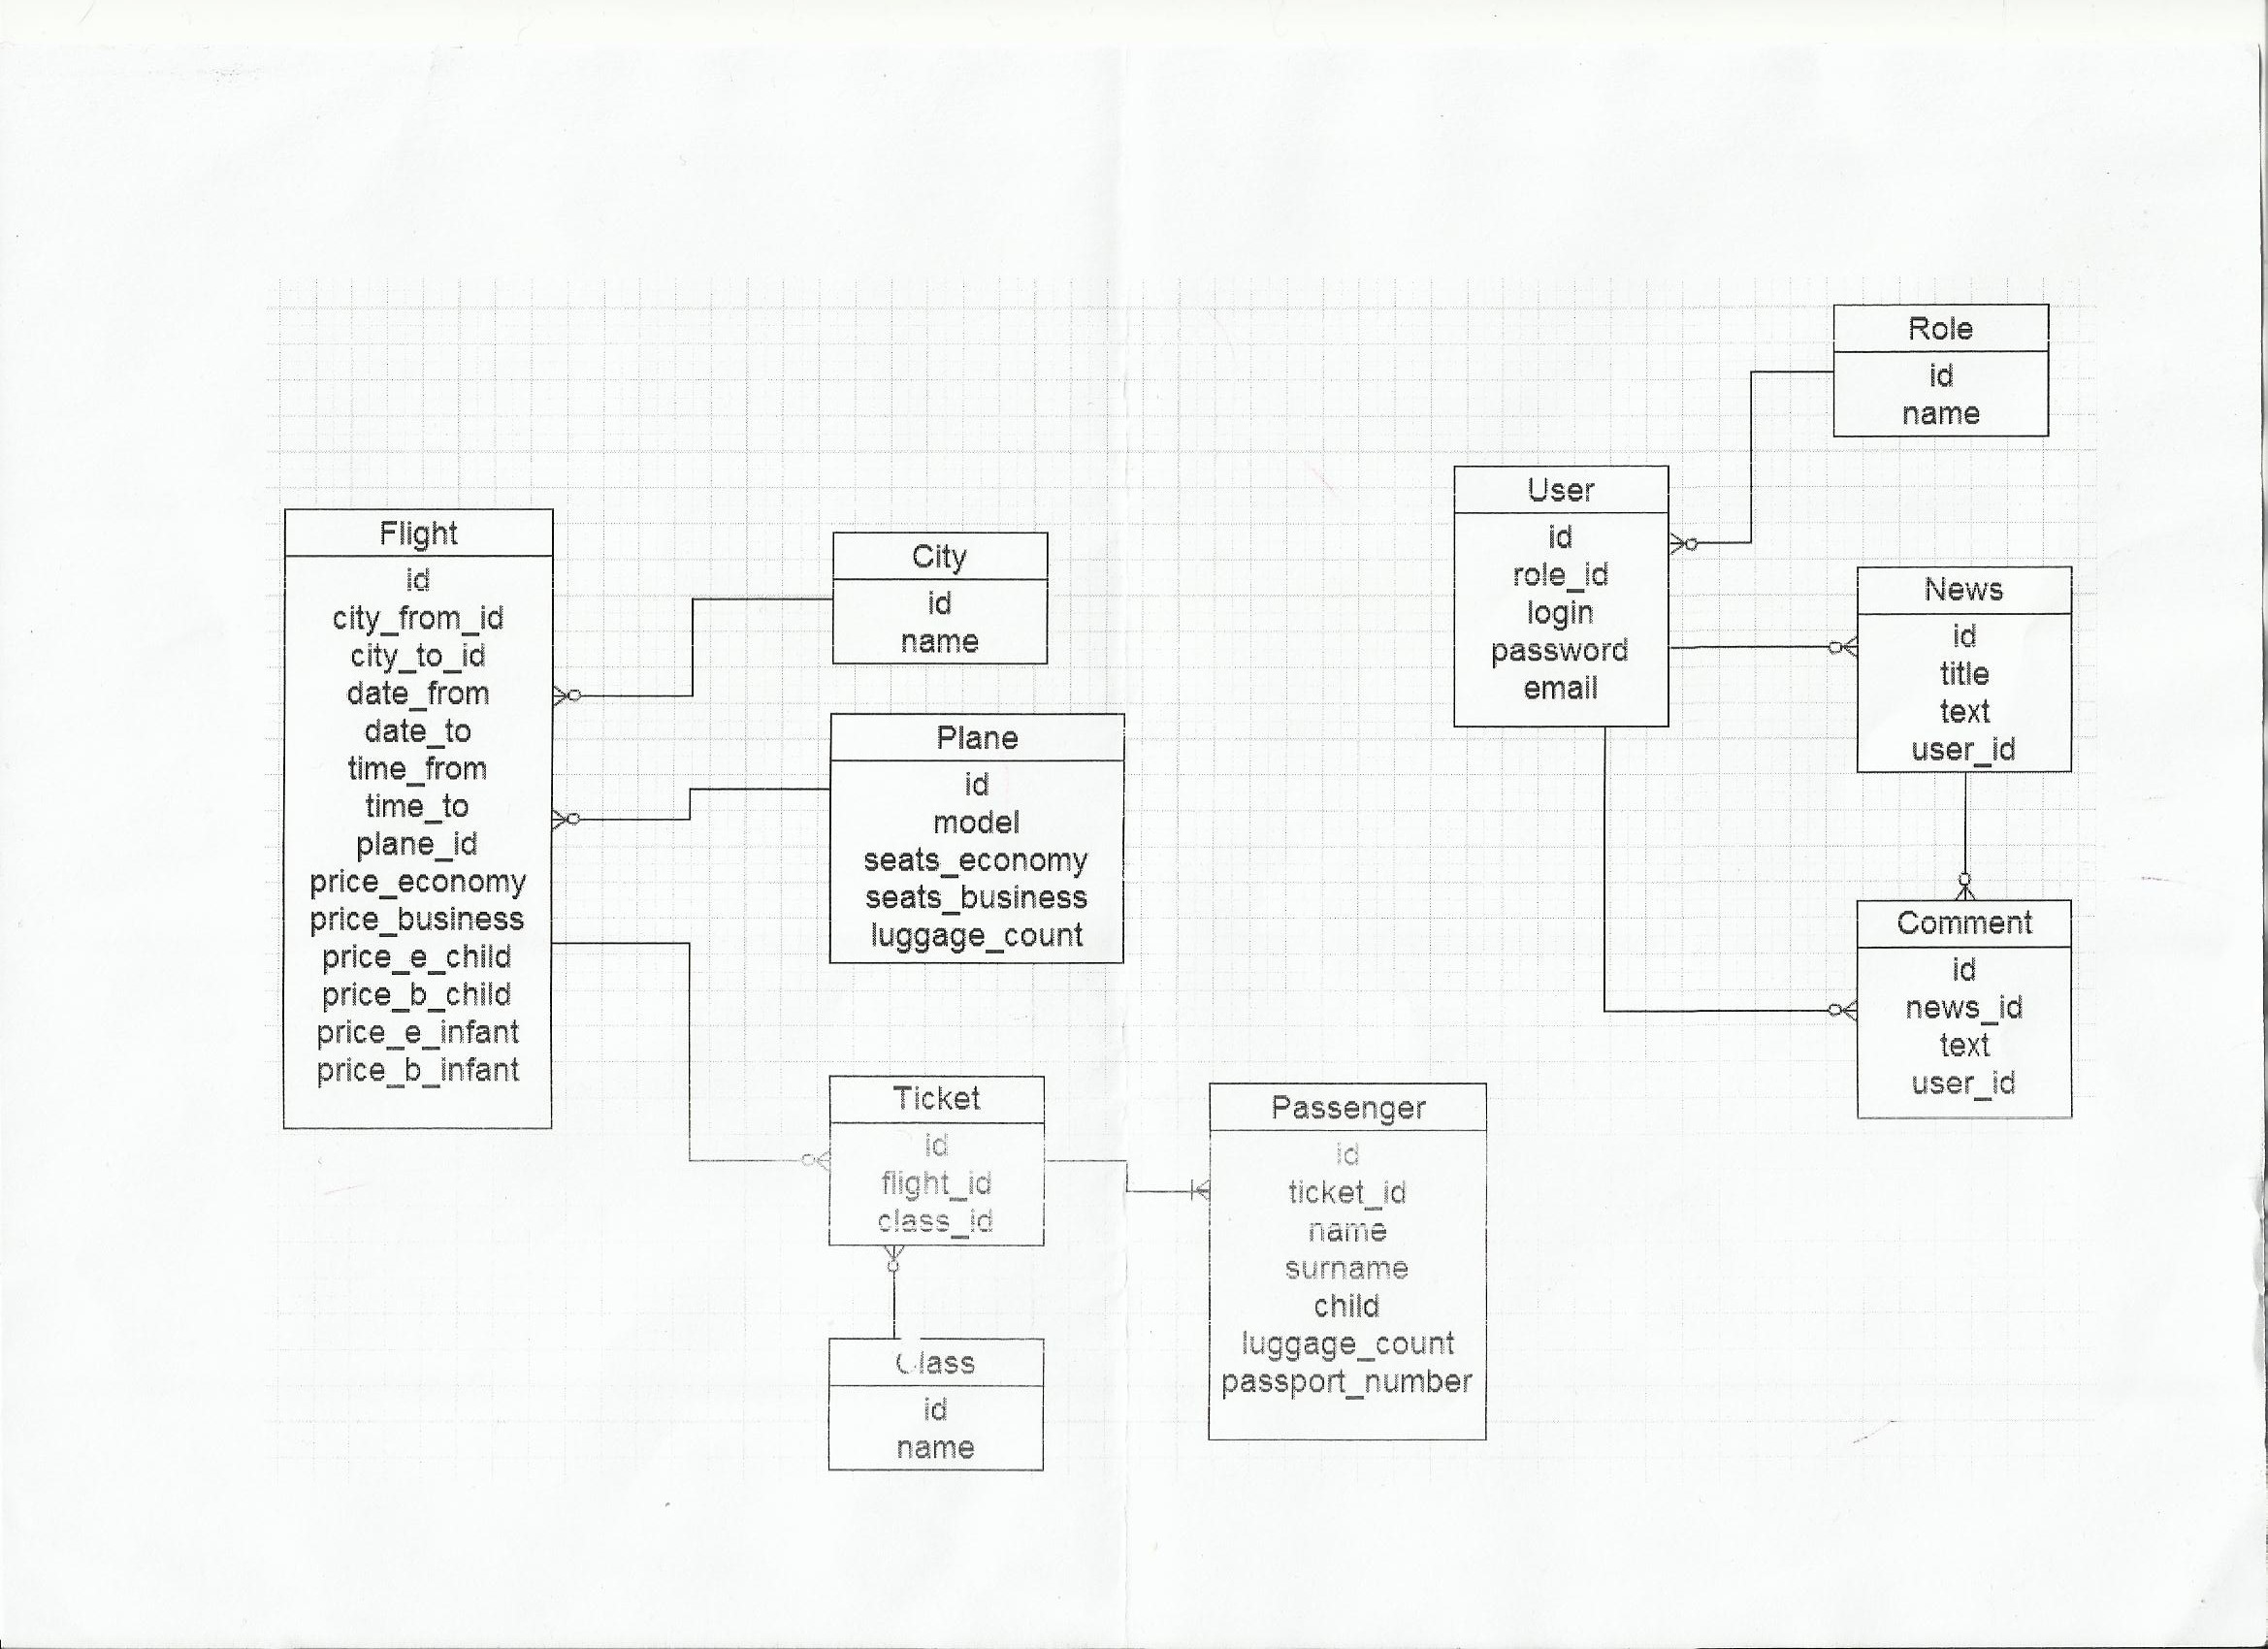 Flight
id
city_from_id
city_to_id
date_from
date_to
time_from
time_to
plane_id
price_economy
price_business
price_e_child
price_b_child
price_e_infant
price_b_infant
City
id
name
Plane
id
model
seats_economy
seats_business
luggage_count
Ticket
id
flight_id
class_id
Class
id
name
Passenger
id
ticket_id
name
surname
child
luggage_count
passport_number
User
id
role_id
login
password
email
Role
id
name
News
id
title
text
user_id
Comment
id
news_id
text
user_id